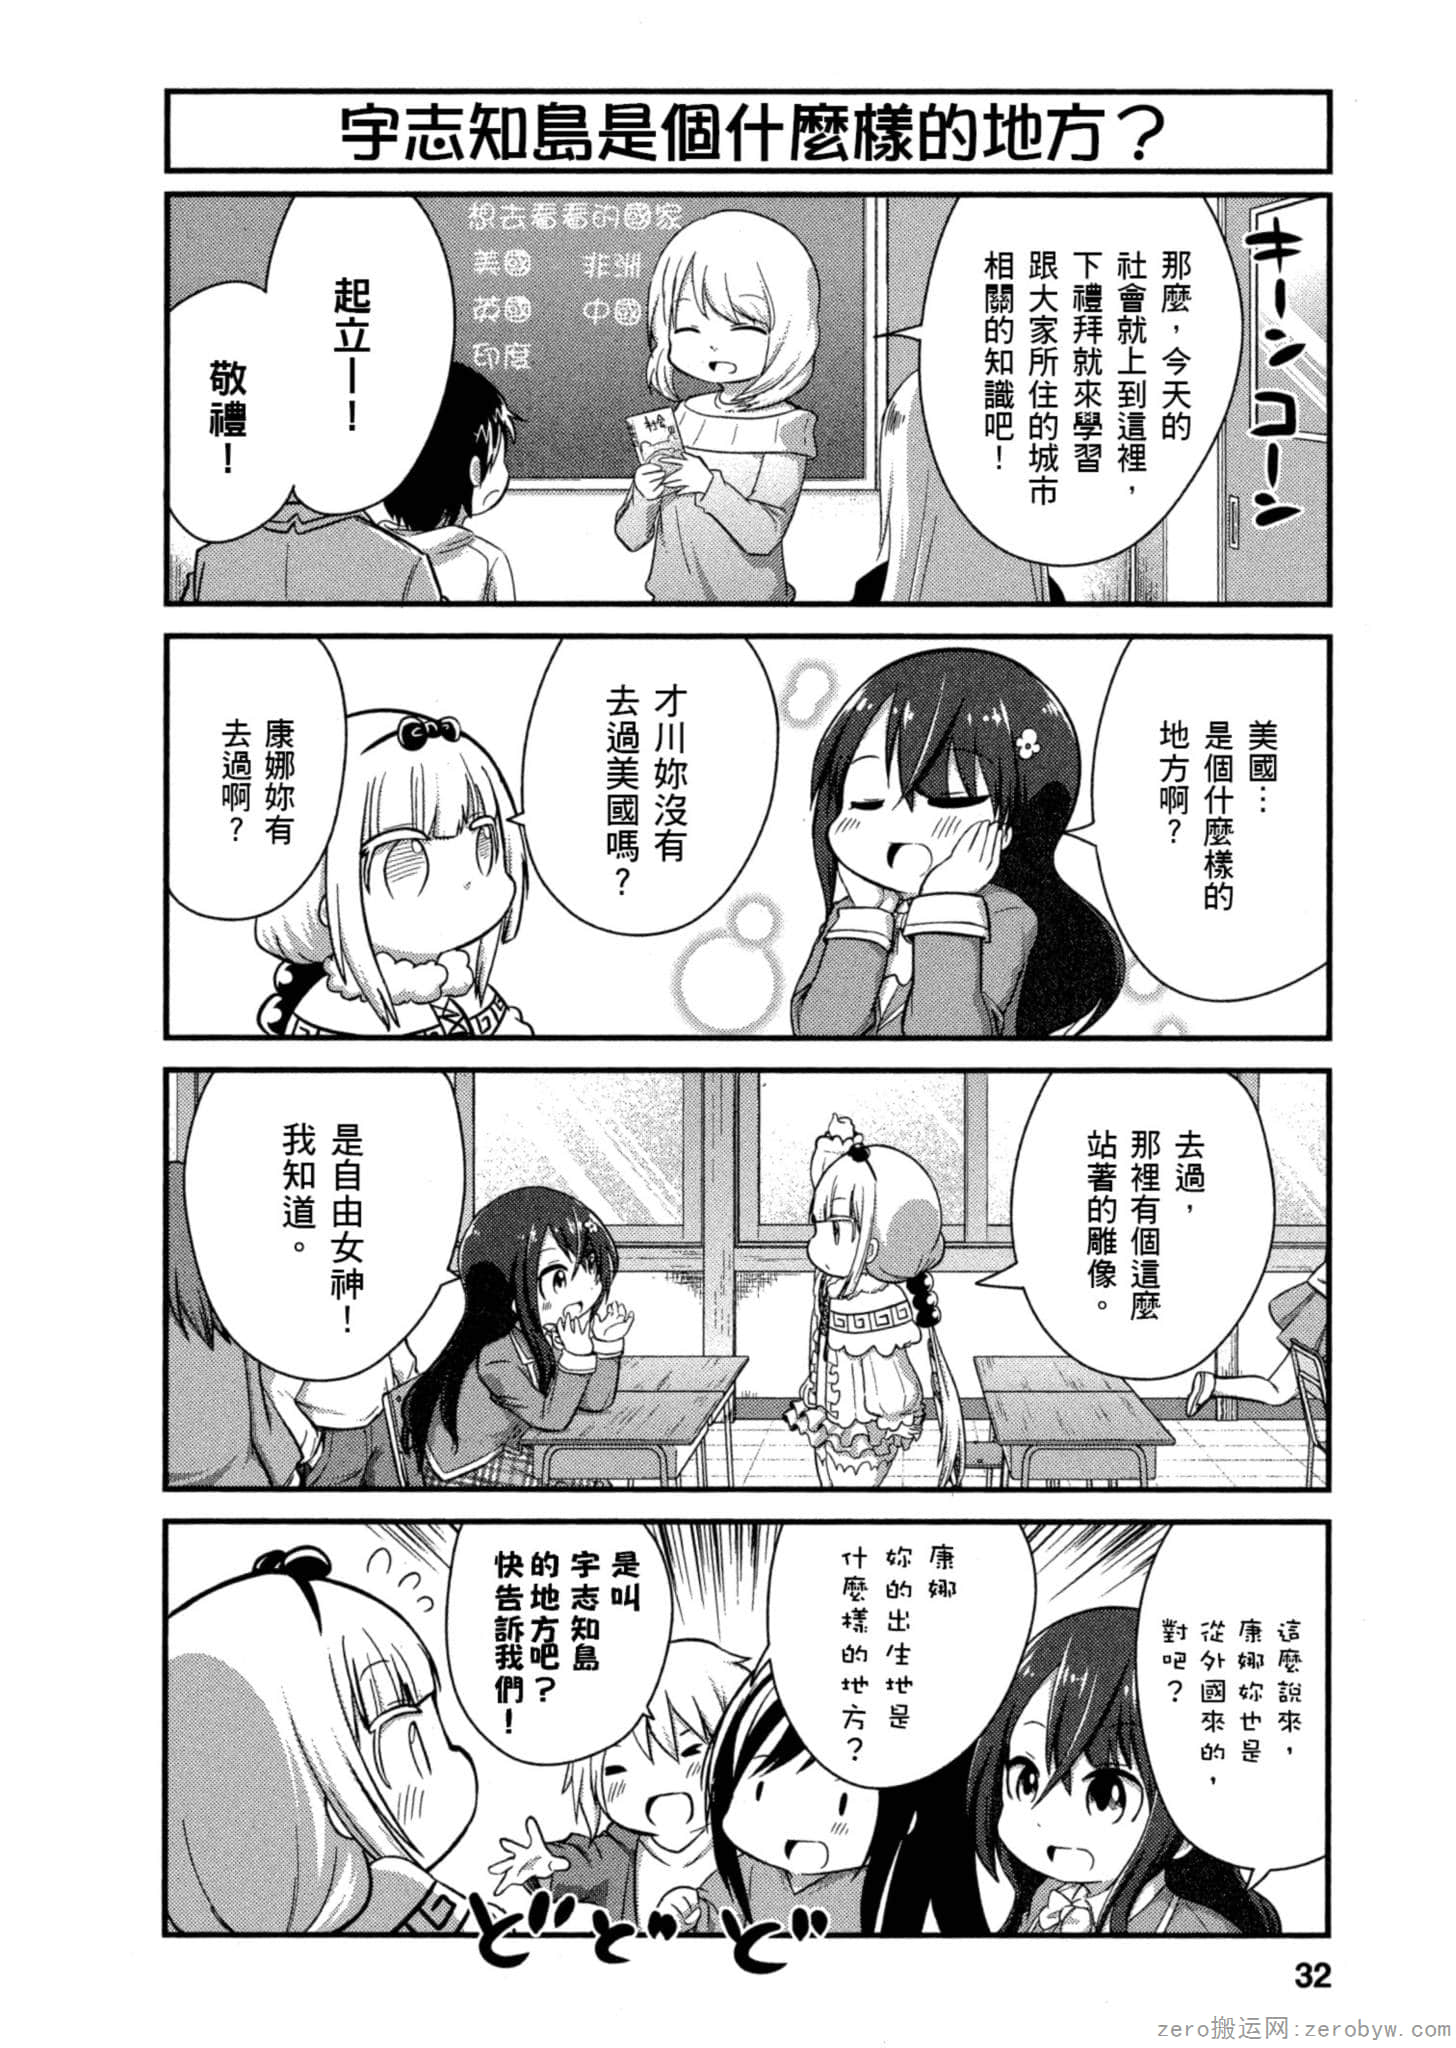 宇志知島是個什麼樣的地方？
キーンコーン
那麼，今天的
社會就上到這裡，
下禮拜就來學習
跟大家所住的城市
相關的知識吧！
想去看看的國家
美國 非洲
英國 中國
印度
社會
起立—！
敬禮！
美國…
是個什麼樣的
地方啊？
才川妳沒有
去過美國嗎？
康娜妳有
去過啊？
去過，
那裡有個這麼
站著的雕像。
是自由女神！
我知道。
這麼說來，
康娜妳也是
從外國來的，
對吧？
康娜
妳的出生地是
什麼樣的地方？
是叫
宇志知島
的地方吧？
快告訴我們！
どどど
32
zero搬运网:zerobyw.com